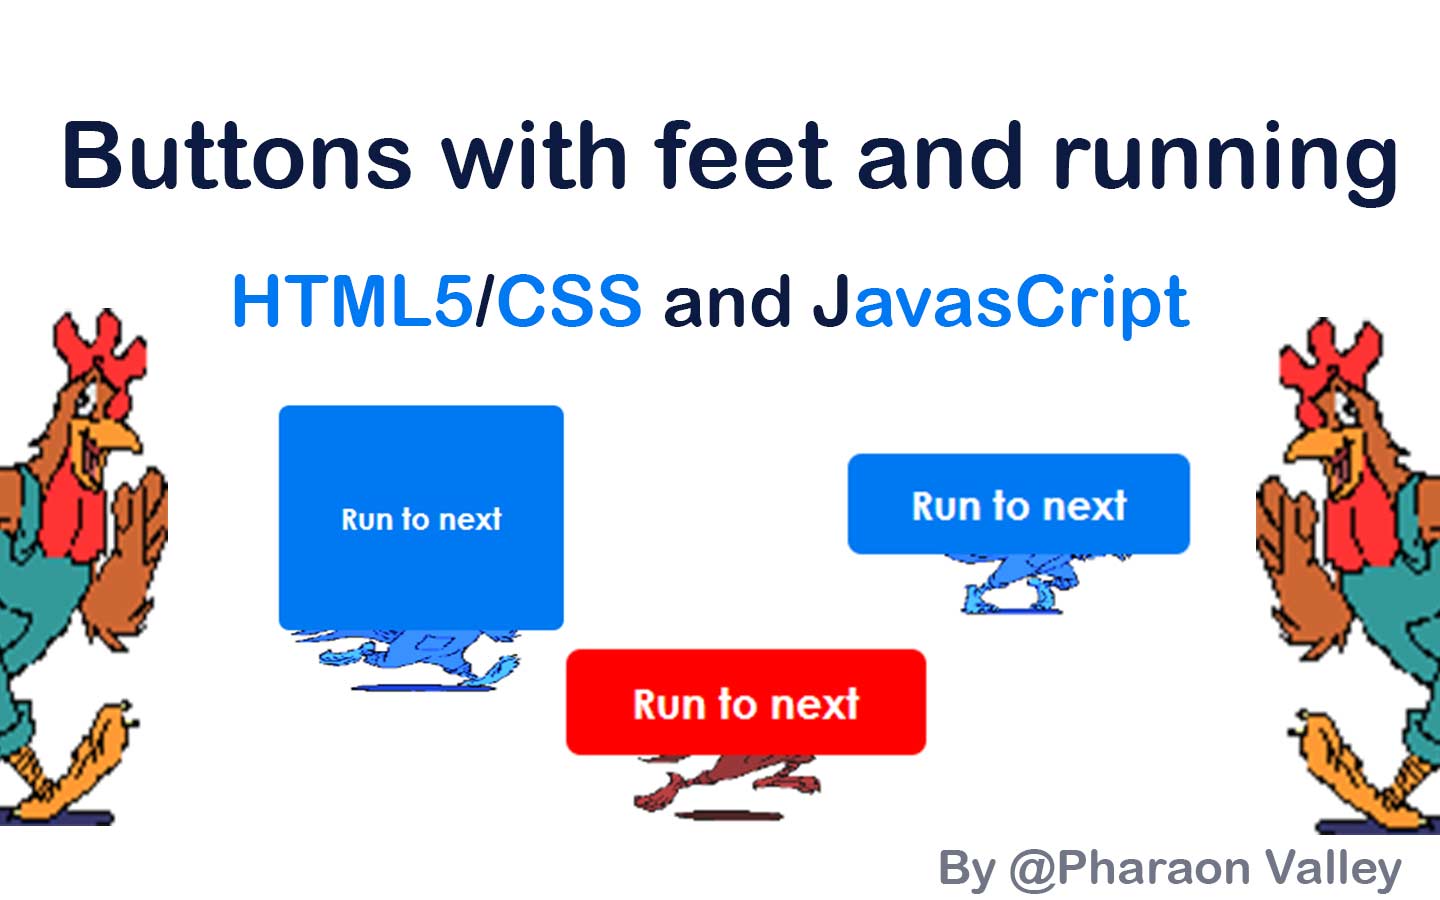 Buttons with feet and running
HTML5/CSS and JavasCript
Run to next
Run to next
Run to next
By @Pharaon Valley